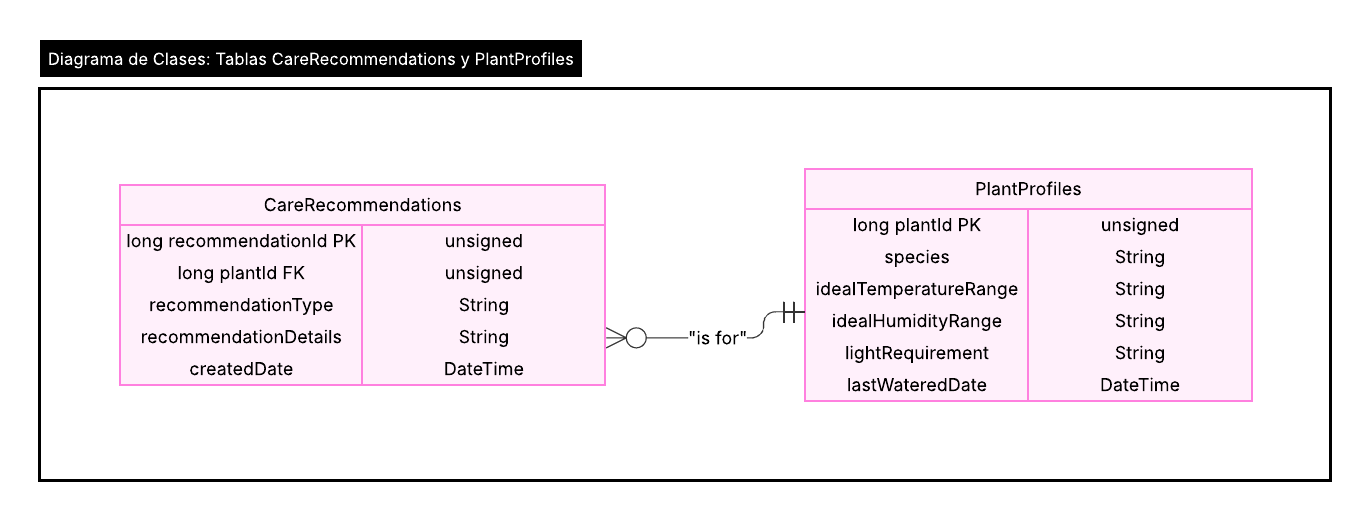 Diagrama de Clases: Tablas CareRecommendations y PlantProfiles
CareRecommendations
long recommendationId PK unsigned
long plantId FK unsigned
recommendationType String
recommendationDetails String
createdDate DateTime
"is for"
PlantProfiles
long plantId PK unsigned
species String
idealTemperatureRange String
idealHumidityRange String
lightRequirement String
lastWateredDate DateTime